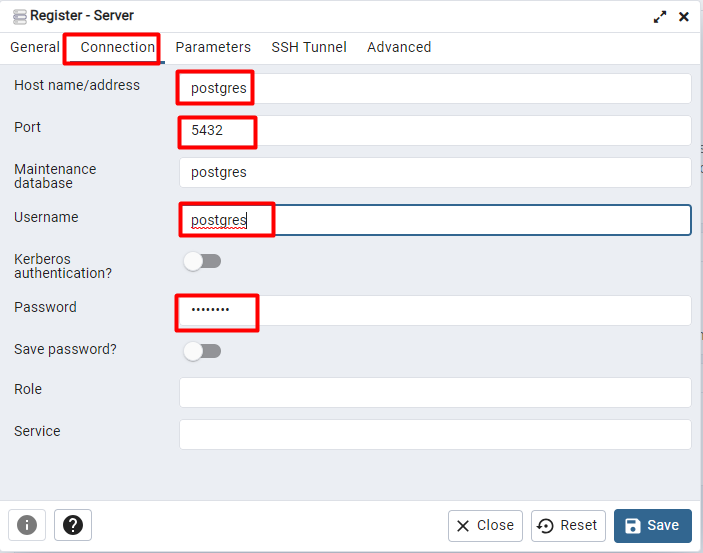 Register - Server
General Connection Parameters SSH Tunnel Advanced
Host name/address postgres
Port 5432
Maintenance
database postgres
Username postgres
Kerberos
authentication?
Password ••••••••
Save password?
Role
Service
Close Reset Save